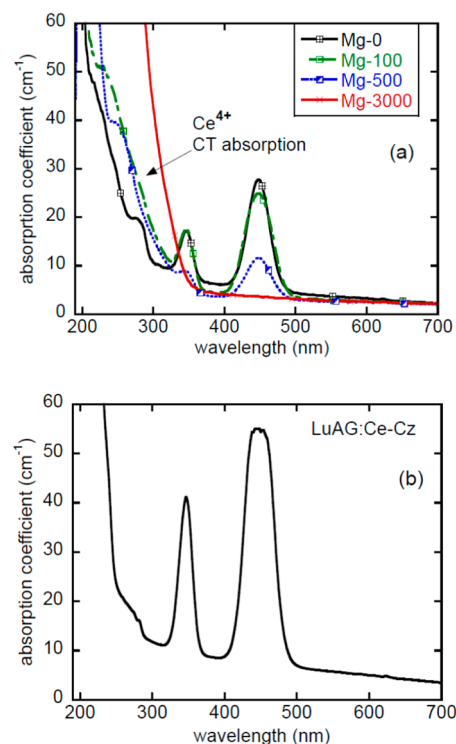 60
50
40
30
20
10
0
absorption coefficient (cm-1)
Mg-0
Mg-100
Mg-500
Mg-3000
Ce4+
CT absorption
(a)
200 300 400 500 600 700
wavelength (nm)
60
50
40
30
20
10
0
absorption coefficient (cm-1)
LuAG:Ce-Cz
(b)
200 300 400 500 600 700
wavelength (nm)